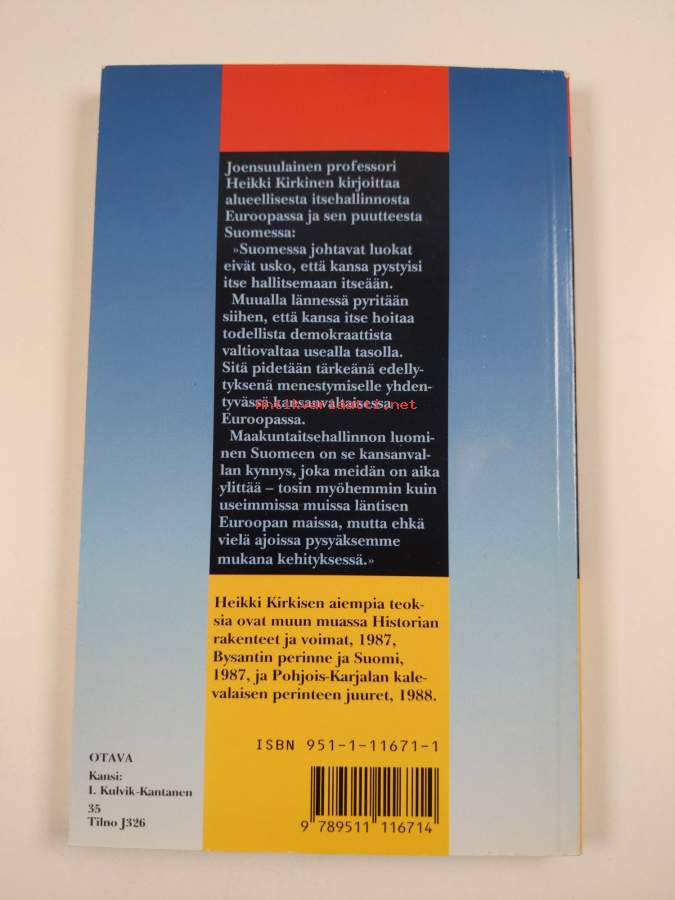 Joensuulainen professori
Heikki Kirkinen kirjoittaa
alueellisesta itsehallinnosta
Euroopassa ja sen puutteesta
Suomessa:
»Suomessa johtavat luokat
eivät usko, että kansa pystyisi
itse hallitsemaan itseään.
Muualla lännessä pyritään
siihen, että kansa itse hoitaa
todellista demokraattista
valtiovaltaa usealla tasolla.
Sitä pidetään tärkeänä edelly-
tyksenä menestymiselle yhden-
tyvässä kansanvaltaisessa
Antikvariaatti.net
Euroopassa.
Maakuntaitsehallinnon luomi-
nen Suomeen on se kansanval-
lan kynnys, joka meidän on aika
ylittää – tosin myöhemmin kuin
useimmissa muissa läntisen
Euroopan maissa, mutta ehkä
vielä ajoissa pysyäksemme
mukana kehityksessä.»
Heikki Kirkisen aiempia teok-
sia ovat muun muassa Historian
rakenteet ja voimat, 1987,
Bysantin perinne ja Suomi,
1987, ja Pohjois-Karjalan kale-
valaisen perinteen juuret, 1988.
ISBN 951-1-11671-1
OTAVA
Kansi:
I. Kulvik-Kantanen
35
Tilno J326
9 789511 116714